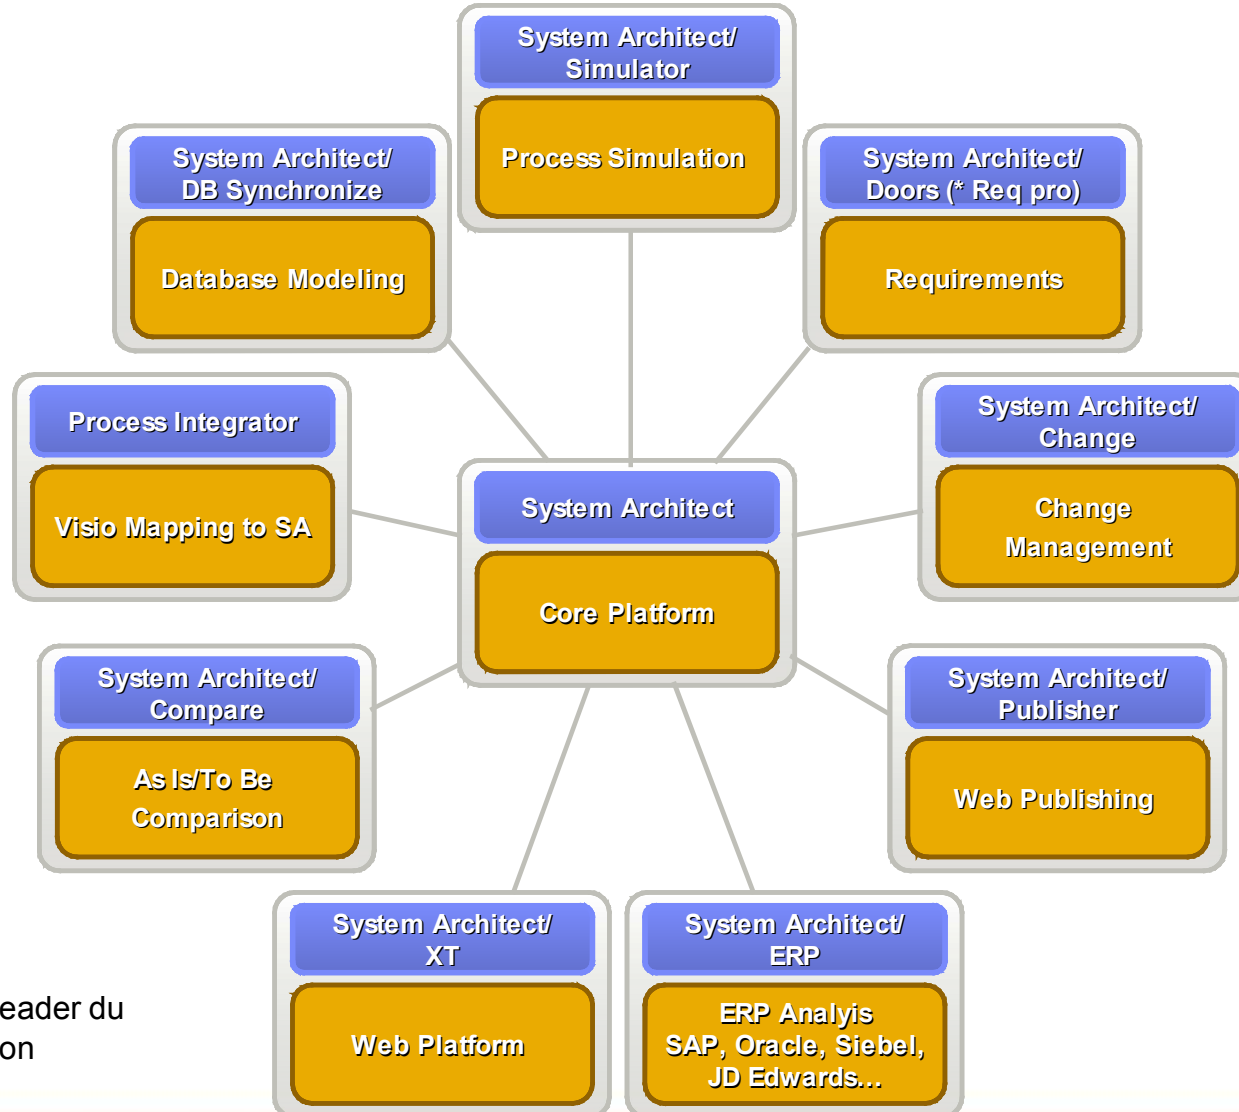 System Architect/
Simulator
Process Simulation
System Architect/
DB Synchronize
Database Modeling
System Architect/
Doors (* Req pro)
Requirements
Process Integrator
Visio Mapping to SA
System Architect
Core Platform
System Architect/
Change
Change
Management
System Architect/
Compare
As Is/To Be
Comparison
System Architect/
Publisher
Web Publishing
System Architect/
XT
Web Platform
System Architect/
ERP
ERP Analyis
SAP, Oracle, Siebel,
JD Edwards...
eader du
on